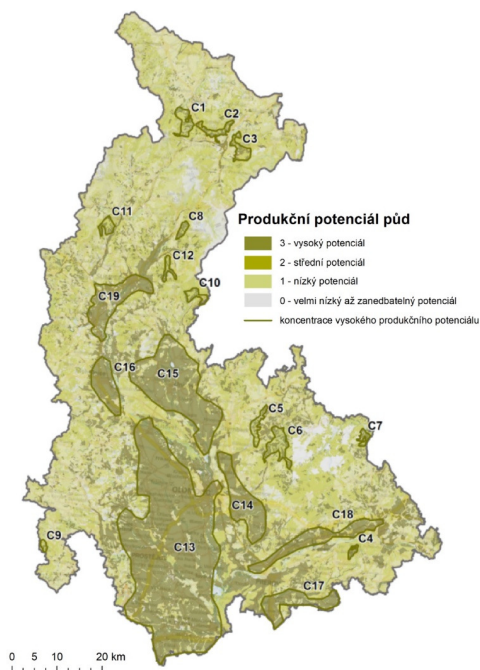 C1
C2
C3
C11
C8
Produkční potenciál půd
3 - vysoký potenciál
2 - střední potenciál
1 - nízký potenciál
0 - velmi nízký až zanedbatelný potenciál
koncentrace vysokého produkčního potenciálu
C12
C10
C19
C16
C15
C5
C6
C7
C14
C18
C9
C13
C4
C17
0 5 10 20 km